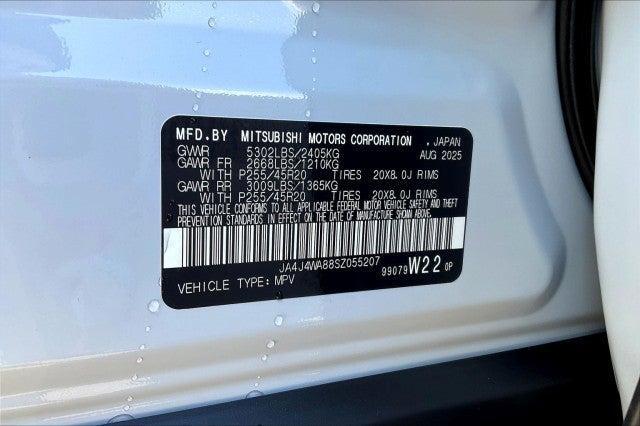 MFD.BY MITSUBISHI MOTORS CORPORATION . JAPAN
GVWR 5302LBS/2405KG AUG 2025
GAWR FR 2668LBS/1210KG
WITH P255/45R20 TIRES 20X8.0J RIMS
GAWR RR 3009LBS/1365KG
WITH P255/45R20 TIRES 20X8.0J RIMS
THIS VEHICLE CONFORMS TO ALL APPLICABLE FEDERAL MOTOR VEHICLE SAFETY AND THEFT
PREVENTION STANDARDS IN EFFECT ON THE DATE OF MANUFACTURE SHOWN ABOVE.
JA4J4WA88SZ055207
VEHICLE TYPE: MPV 99079 W22 0P